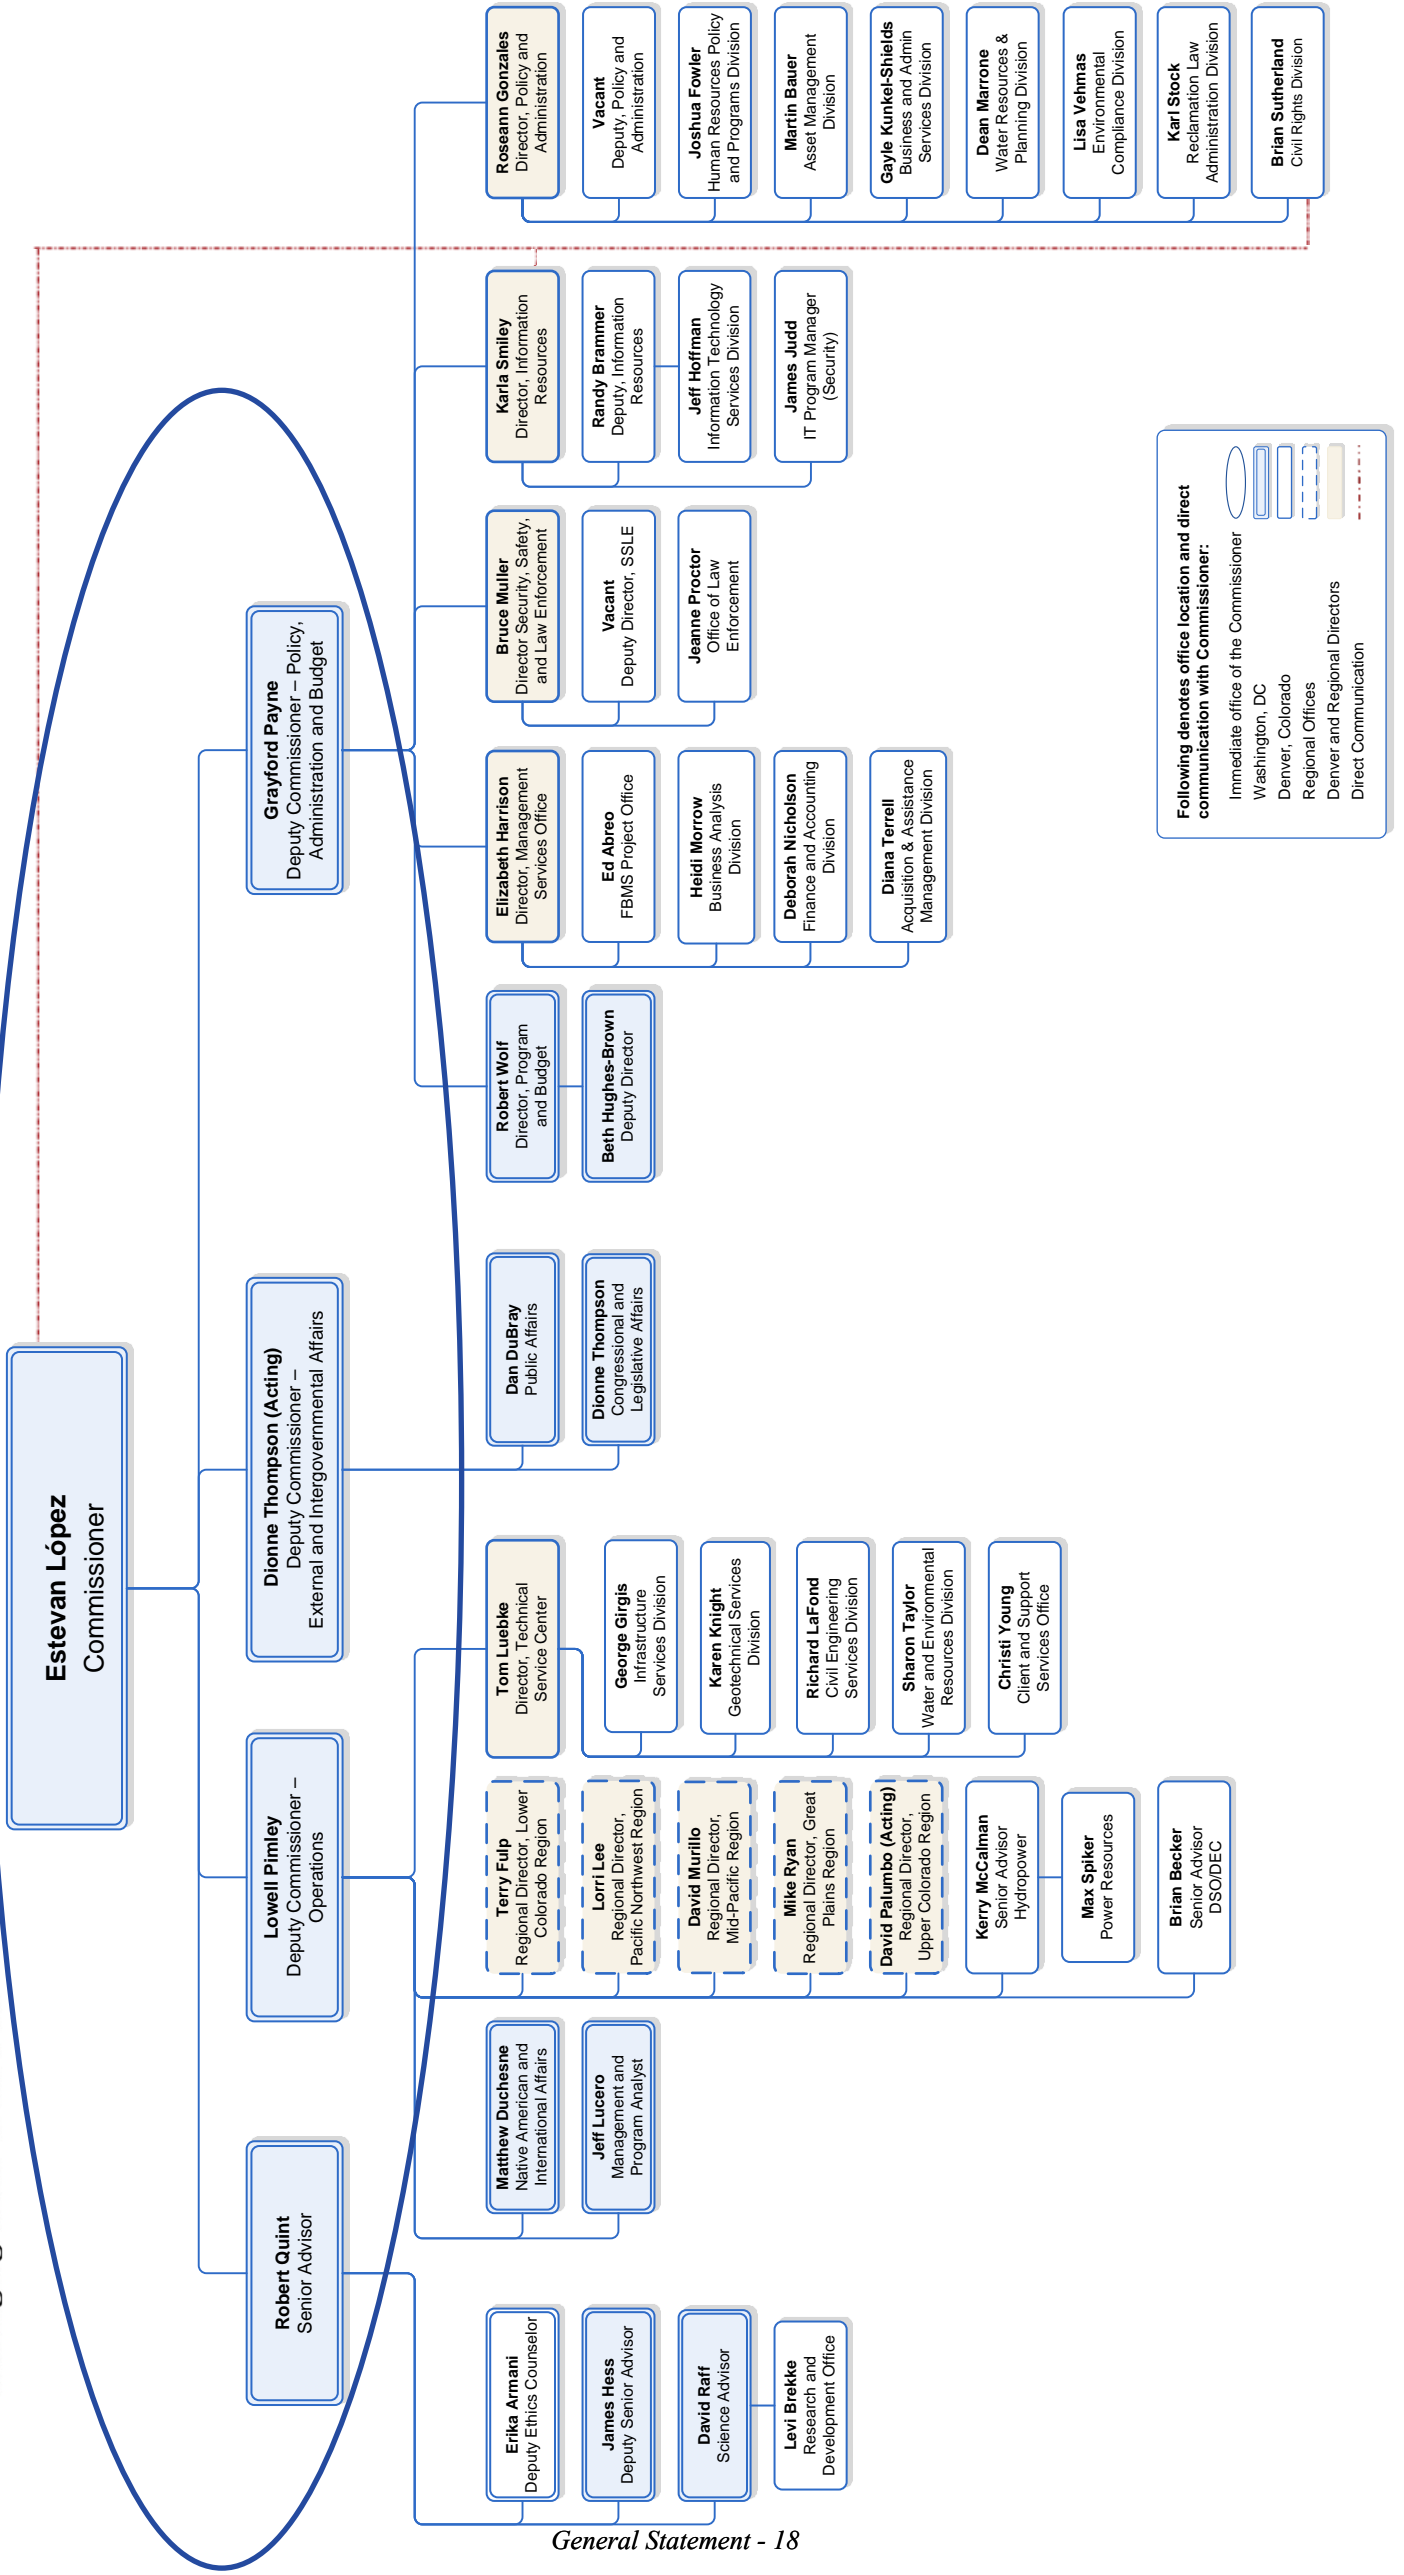 Estevan López
Commissioner
Robert Quint
Senior Advisor
Lowell Pimley
Deputy Commissioner –
Operations
Dionne Thompson (Acting)
Deputy Commissioner –
External and Intergovernmental Affairs
Grayford Payne
Deputy Commissioner – Policy,
Administration and Budget
Erika Armani
Deputy Ethics Counselor
James Hess
Deputy Senior Advisor
David Raff
Science Advisor
Levi Brekke
Research and
Development Office
Matthew Duchesne
Native American and
International Affairs
Jeff Lucero
Management and
Program Analyst
Terry Fulp
Regional Director, Lower
Colorado Region
Lorri Lee
Regional Director,
Pacific Northwest Region
David Murillo
Regional Director,
Mid-Pacific Region
Mike Ryan
Regional Director, Great
Plains Region
David Palumbo (Acting)
Regional Director,
Upper Colorado Region
Kerry McCalman
Senior Advisor
Hydropower
Max Spiker
Power Resources
Brian Becker
Senior Advisor
DSO/DEC
Tom Luebke
Director, Technical
Service Center
George Girgis
Infrastructure
Services Division
Karen Knight
Geotechnical Services
Division
Richard LaFond
Civil Engineering
Services Division
Sharon Taylor
Water and Environmental
Resources Division
Christi Young
Client and Support
Services Office
Dan DuBray
Public Affairs
Dionne Thompson
Congressional and
Legislative Affairs
Robert Wolf
Director, Program
and Budget
Beth Hughes-Brown
Deputy Director
Elizabeth Harrison
Director, Management
Services Office
Ed Abreo
FBMS Project Office
Heidi Morrow
Business Analysis
Division
Deborah Nicholson
Finance and Accounting
Division
Diana Terrell
Acquisition & Assistance
Management Division
Bruce Muller
Director Security, Safety,
and Law Enforcement
Vacant
Deputy Director, SSLE
Jeanne Proctor
Office of Law
Enforcement
Karla Smiley
Director, Information
Resources
Randy Brammer
Deputy, Information
Resources
Jeff Hoffman
Information Technology
Services Division
James Judd
IT Program Manager
(Security)
Roseann Gonzales
Director, Policy and
Administration
Vacant
Deputy, Policy and
Administration
Joshua Fowler
Human Resources Policy
and Programs Division
Martin Bauer
Asset Management
Division
Gayle Kunkel-Shields
Business and Admin
Services Division
Dean Marrone
Water Resources &
Planning Division
Lisa Vehmas
Environmental
Compliance Division
Karl Stock
Reclamation Law
Administration Division
Brian Sutherland
Civil Rights Division
Following denotes office location and direct
communication with Commissioner:
Immediate office of the Commissioner
Washington, DC
Denver, Colorado
Regional Offices
Denver and Regional Directors
Direct Communication
General Statement - 18